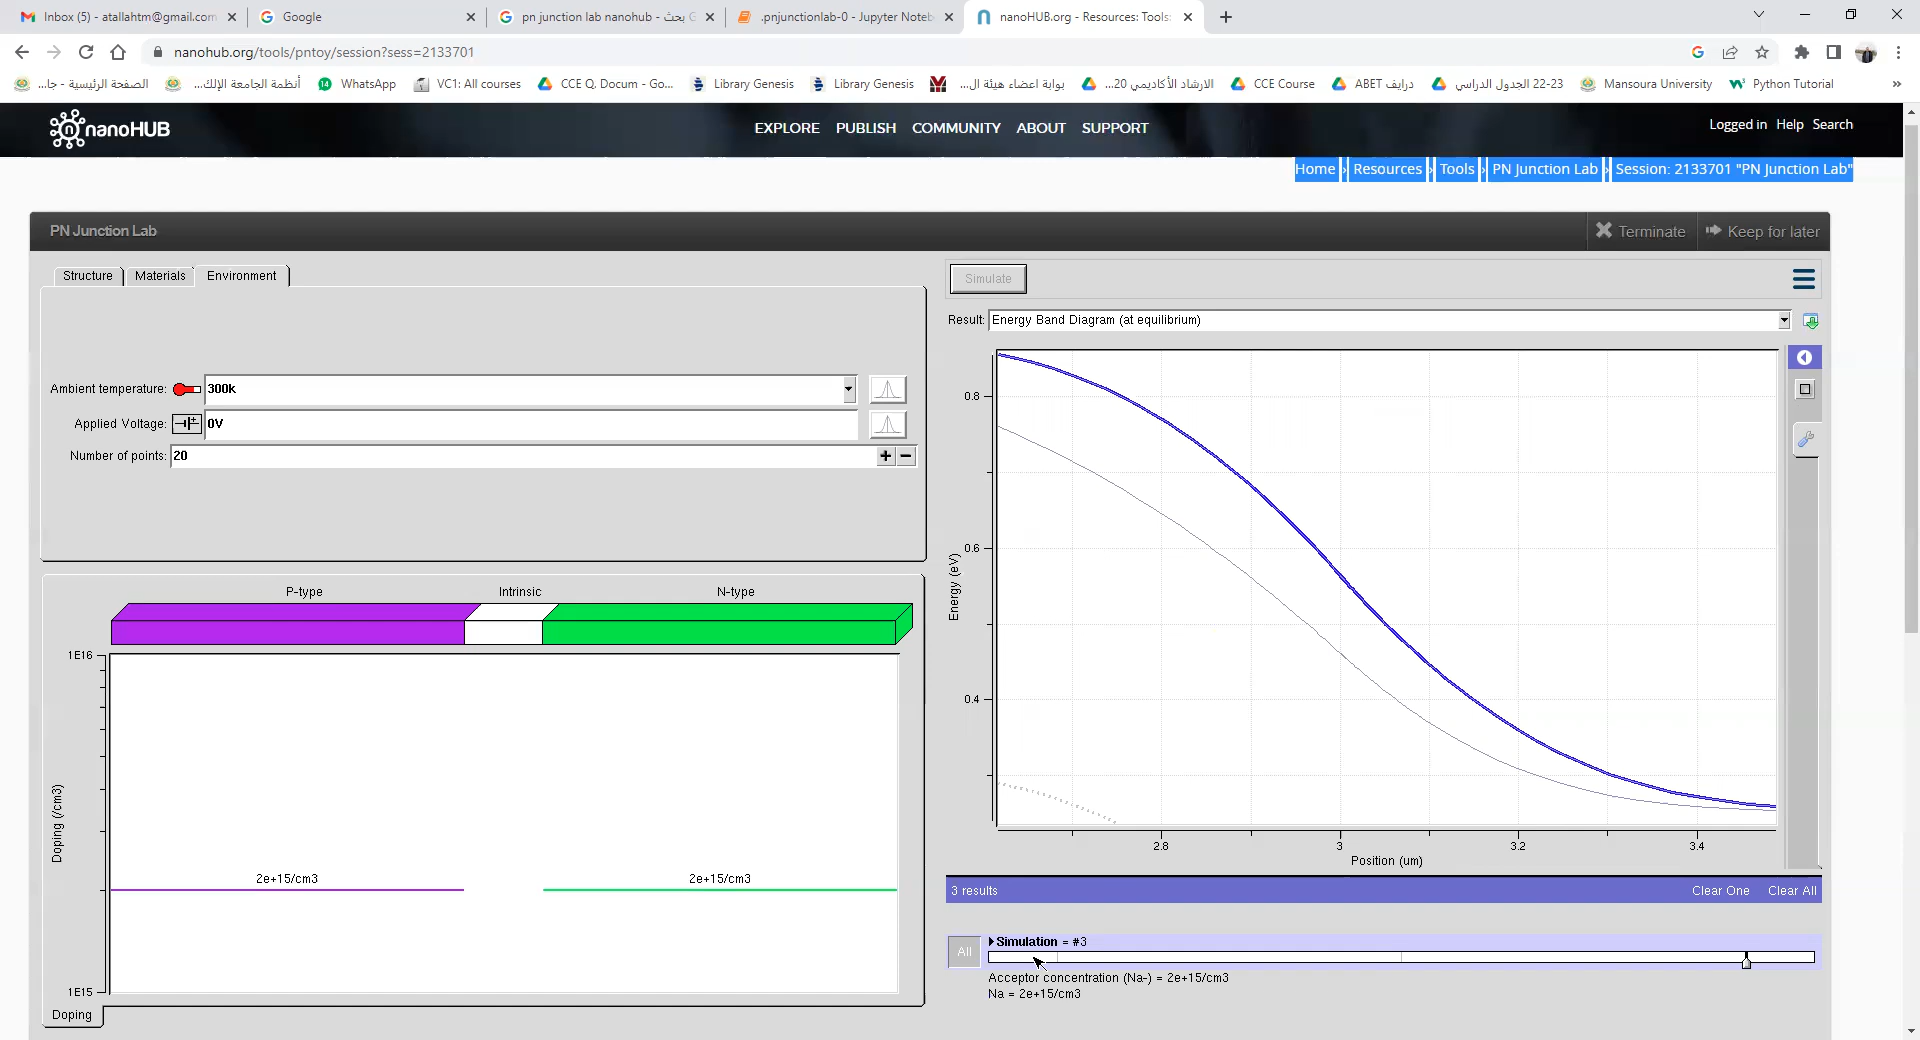 Inbox (5) - atallahtm@gmail.com
Google
pn junction lab nanohub - بحث G
.pnjunctionlab-0 - Jupyter Noteb
nanoHUB.org - Resources: Tools:
nanohub.org/tools/pntoy/session?sess=2133701
الصفحة الرئيسية - جا...
أنظمة الجامعة الإلك...
14
WhatsApp
VC1: All courses
CCE Q, Docum - Go...
Library Genesis
Library Genesis
بوابة اعضاء هيئة ال...
الارشاد الأكاديمي 20...
CCE Course
درايف ABET
22-23 الجدول الدراسي
Mansoura University
Python Tutorial
»
nanoHUB
EXPLORE PUBLISH COMMUNITY ABOUT SUPPORT
Logged in Help Search
Home › Resources › Tools › PN Junction Lab › Session: 2133701 "PN Junction Lab"
PN Junction Lab
Terminate
Keep for later
Structure Materials Environment
Ambient temperature: 300k
Applied Voltage: 0V
Number of points: 20
P-type Intrinsic N-type
1E16
2e+15/cm3
2e+15/cm3
Doping (/cm3)
1E15
Doping
Simulate
Result: Energy Band Diagram (at equilibrium)
0.8
0.6
0.4
Energy (eV)
2.8 3 3.2 3.4
Position (um)
3 results
Clear One Clear All
All
Simulation = #3
Acceptor concentration (Na-) = 2e+15/cm3
Na = 2e+15/cm3